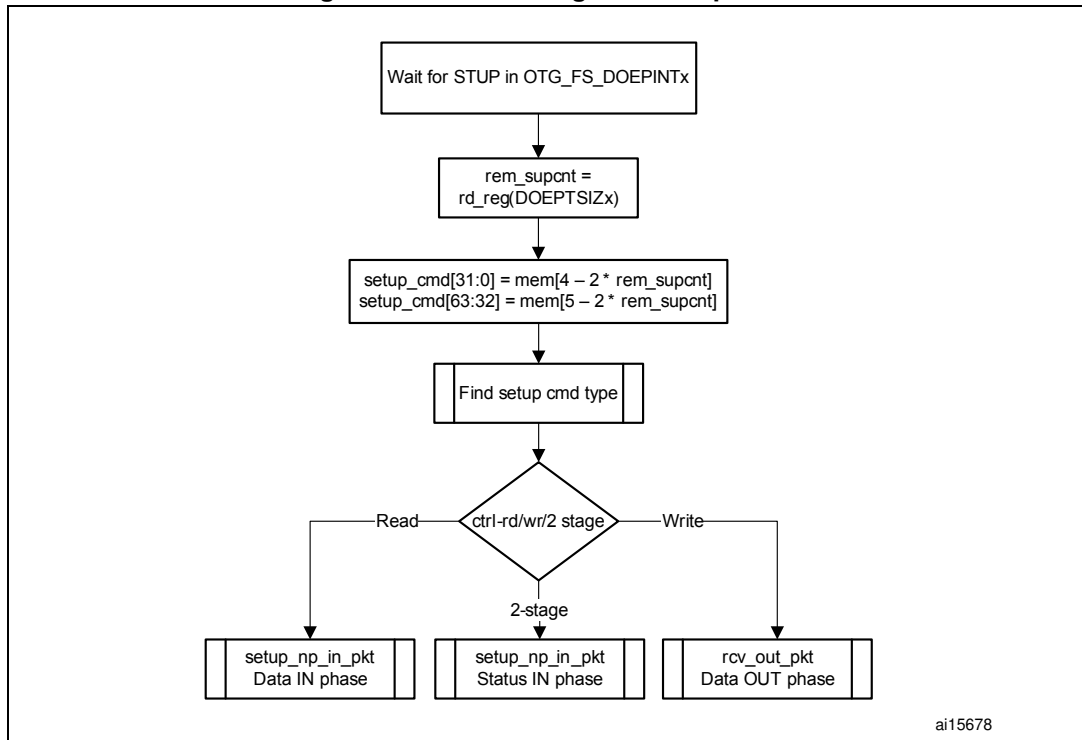 Wait for STUP in OTG_FS_DOEPINTx
rem_supcnt =
rd_reg(DOEPTSIZx)
setup_cmd[31:0] = mem[4 – 2 * rem_supcnt]
setup_cmd[63:32] = mem[5 – 2 * rem_supcnt]
Find setup cmd type
Read
ctrl-rd/wr/2 stage
Write
2-stage
setup_np_in_pkt
Data IN phase
setup_np_in_pkt
Status IN phase
rcv_out_pkt
Data OUT phase
ai15678